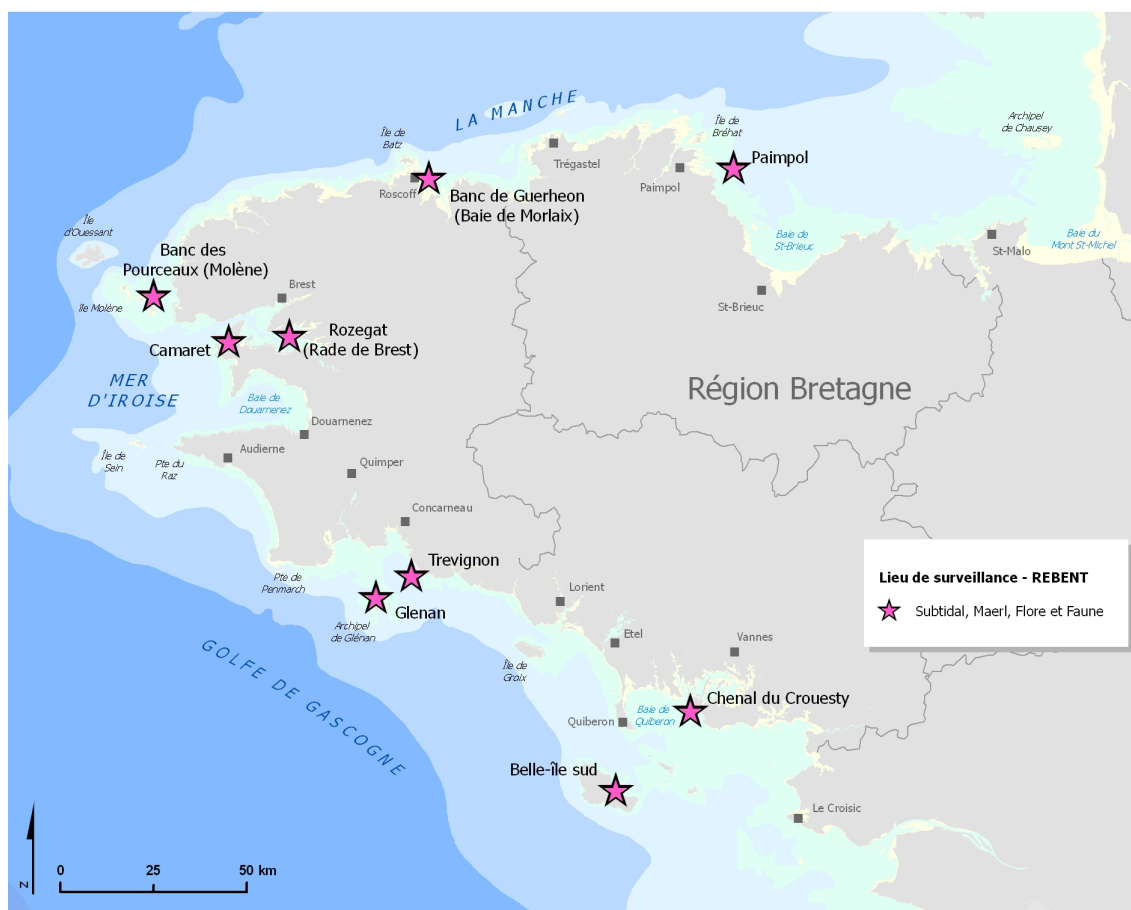 LA MANCHE
Île de
Bréhat
Archipel
de Chausey
Île de
Batz
Trégastel
Paimpol
Paimpol
Roscoff
Banc de Guerheon
(Baie de Morlaix)
Île
d'Ouessant
Baie de
St-Brieuc
Baie du
Mont St-Michel
St-Malo
Banc des
Pourceaux (Molène)
Brest
île Molène
St-Brieuc
Rozegat
(Rade de Brest)
Camaret
MER
D'IROISE
Région Bretagne
Baie de
Douarnenez
Douarnenez
Audierne
Île de
Sein
Pte du
Raz
Quimper
Concarneau
Trevignon
Pte de
Penmarch
Glenan
Archipel
de Glénan
Lorient
Etel
Vannes
Lieu de surveillance - REBENT
Subtidal, Maerl, Flore et Faune
GOLFE DE GASCOGNE
Île de
Groix
Chenal du Crouesty
Baie de
Quiberon
Quiberon
Belle-île sud
Le Croisic
N
0 25 50 km